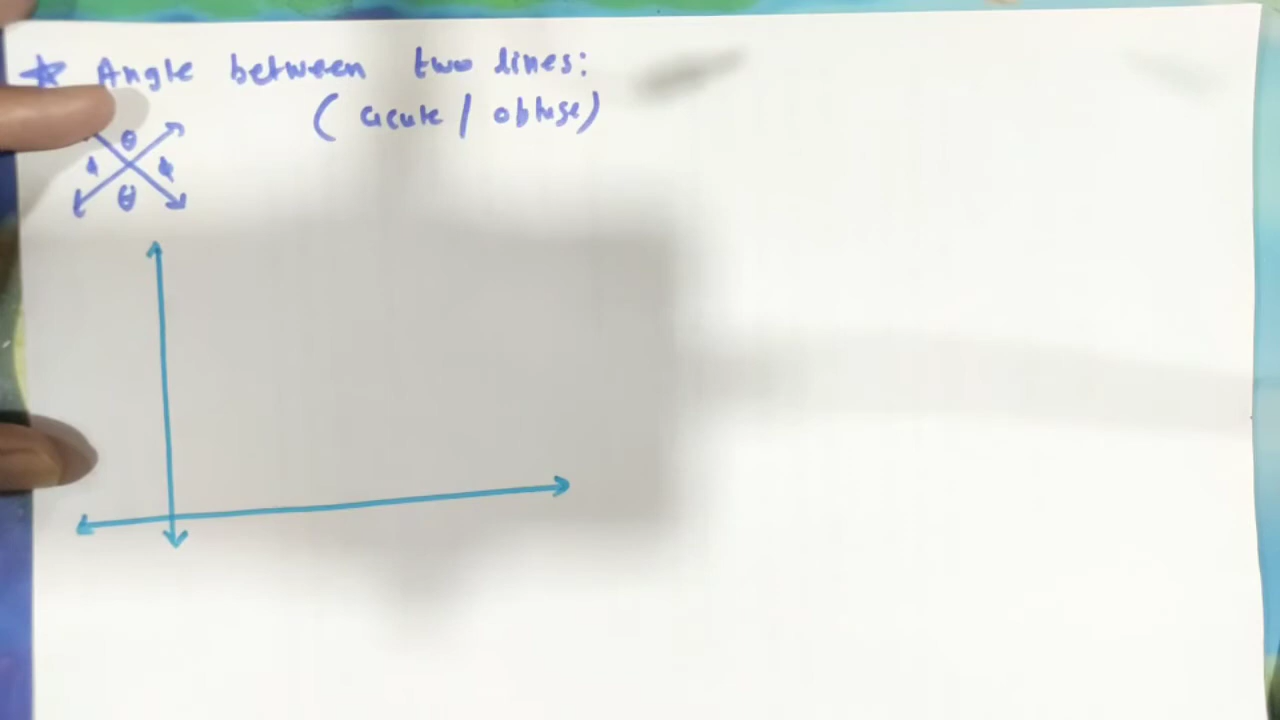 ★ Angle between two lines:
(acute / obtuse)
θ
ϕ ϕ
θ